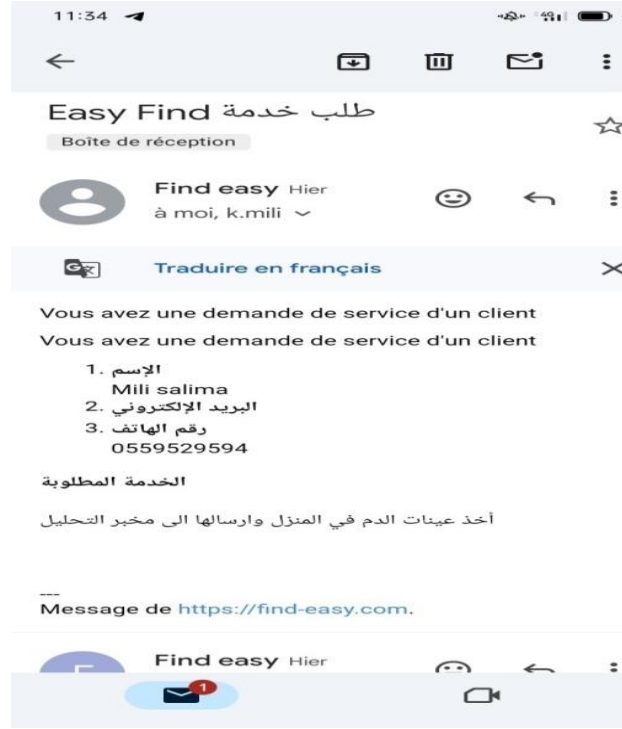 11:34
طلب خدمة Easy Find
Boîte de réception
Find easy Hier
à moi, k.mili
Traduire en français
Vous avez une demande de service d'un client
Vous avez une demande de service d'un client
1. الإسم
Mili salima
2. البريد الإلكتروني
3. رقم الهاتف
0559529594
الخدمة المطلوبة
أخذ عينات الدم في المنزل وارسالها الى مخبر التحليل
Message de https://find-easy.com.
Find easy Hier
1